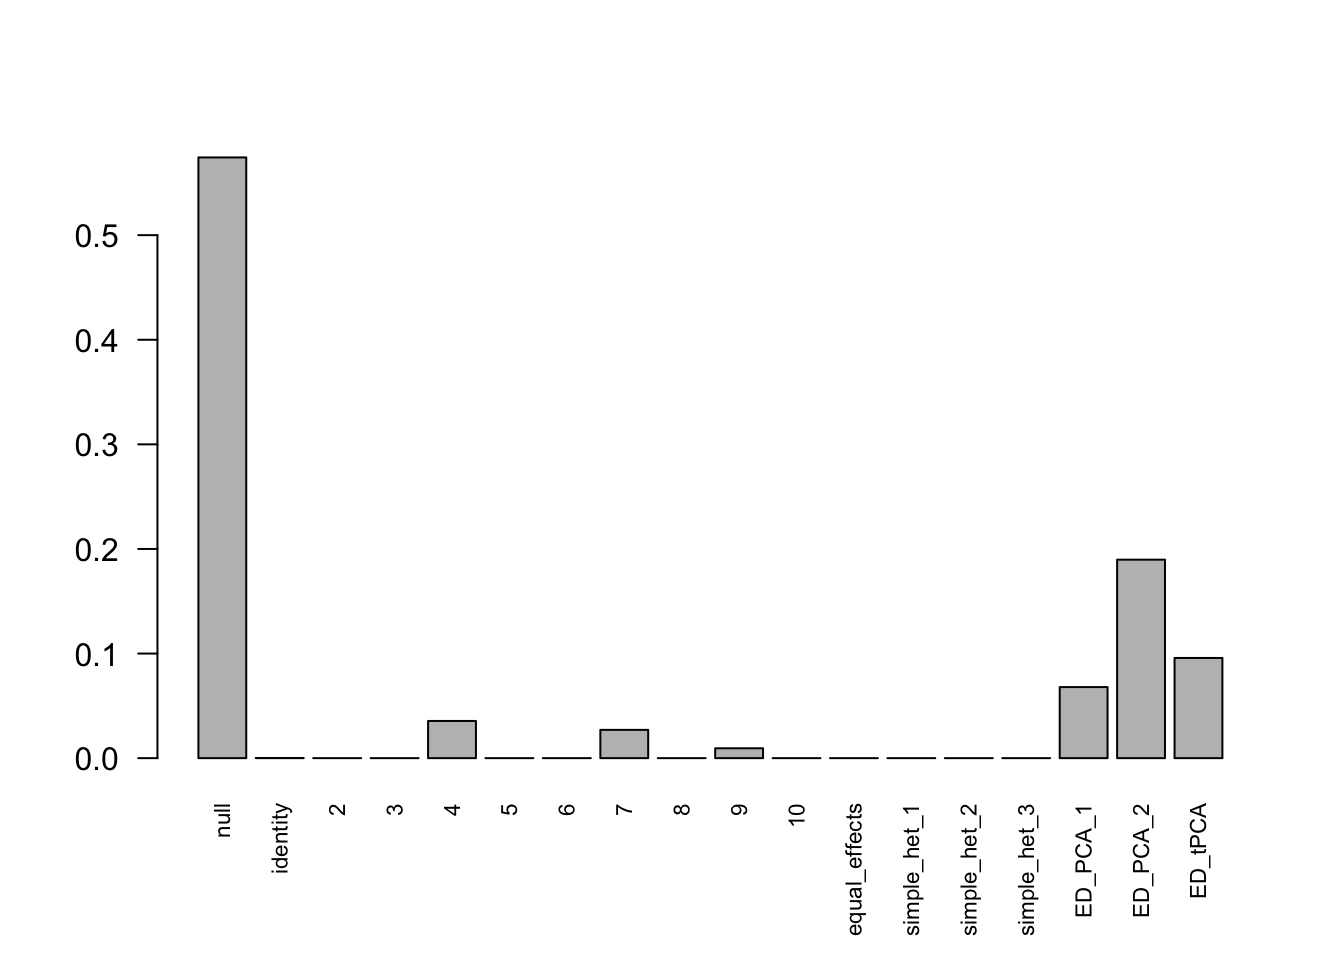 0.5
0.4
0.3
0.2
0.1
0.0
null
identity
2
3
4
5
6
7
8
9
10
equal_effects
simple_het_1
simple_het_2
simple_het_3
ED_PCA_1
ED_PCA_2
ED_tPCA